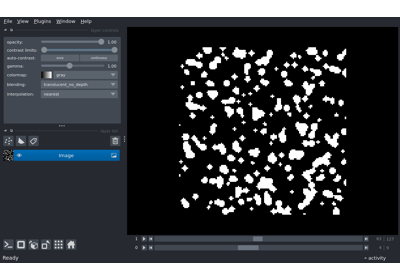 File View Plugins Window Help
opacity: 1.00
contrast limits:
auto-contrast: once continuous
gamma: 1.00
colormap: gray
blending: translucent_no_depth
interpolation: nearest
Image
1
0
Ready activity